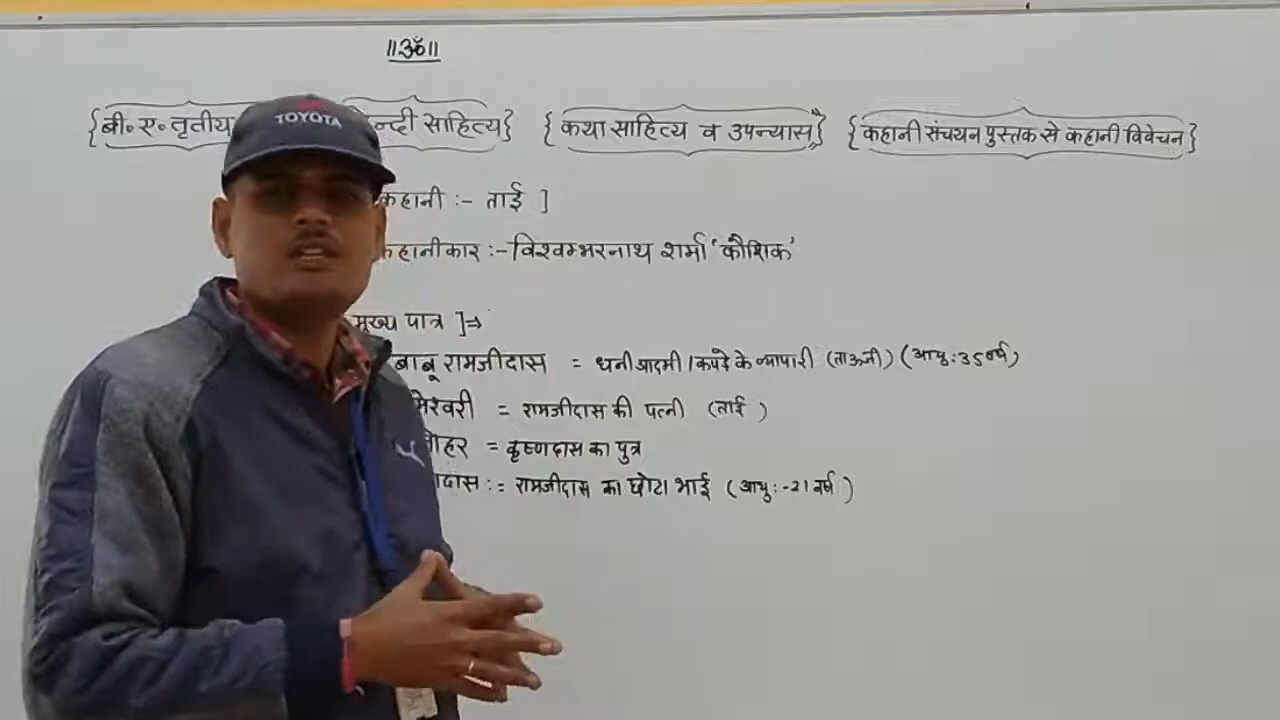 ॥ॐ॥
{बी॰ए॰तृतीय न्दी साहित्य} {कथा साहित्य व उपन्यास} {कहानी संचयन पुस्तक से कहानी विवेचन}
TOYOTA
कहानी :- ताई ]
कहानीकार :- विश्वम्भरनाथ शर्मा 'कौशिक'
मुख्य पात्र ]⇒
बाबू रामजीदास = धनी आदमी / कपड़े के व्यापारी (ताऊजी) (आयु: 35 वर्ष)
मेश्वरी = रामजीदास की पत्नी (ताई )
ोहर = कृष्णदास का पुत्र
दास := रामजीदास का छोटा भाई (आयु:-21 वर्ष )